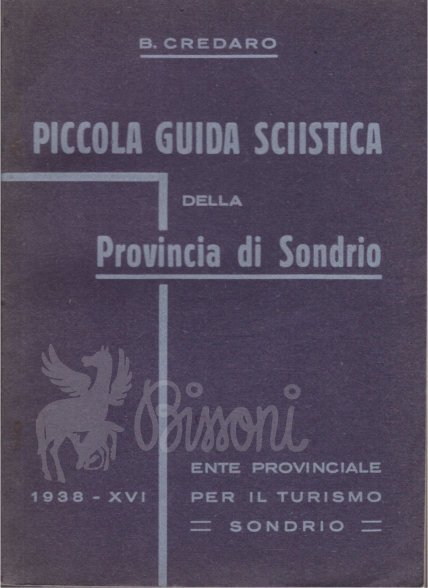 B. CREDARO
PICCOLA GUIDA SCIISTICA
DELLA
Provincia di Sondrio
Bissoni
ENTE PROVINCIALE
1938 - XVI PER IL TURISMO
= SONDRIO =